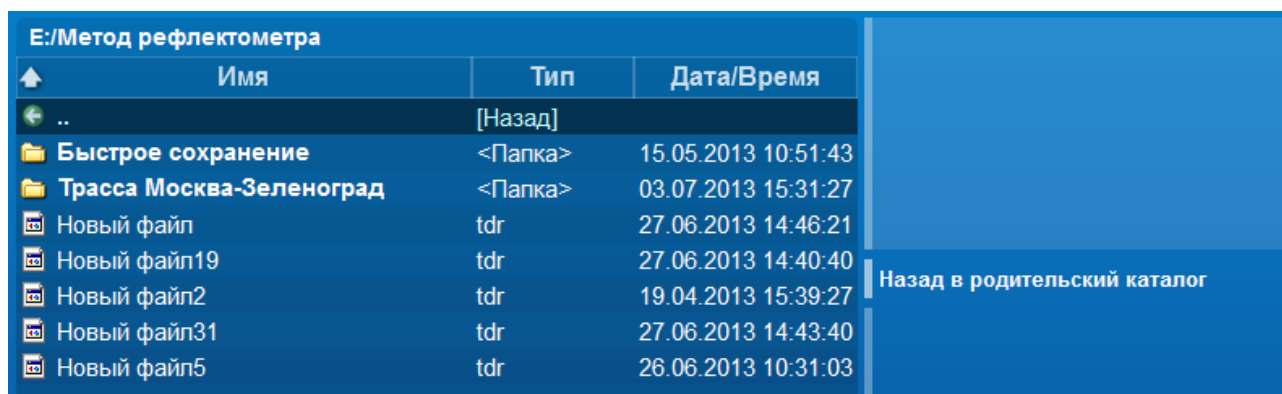 E:/Метод рефлектометра
Имя Тип Дата/Время
.. [Назад]
Быстрое сохранение <Папка> 15.05.2013 10:51:43
Трасса Москва-Зеленоград <Папка> 03.07.2013 15:31:27
Новый файл tdr 27.06.2013 14:46:21
Новый файл19 tdr 27.06.2013 14:40:40
Новый файл2 tdr 19.04.2013 15:39:27
Новый файл31 tdr 27.06.2013 14:43:40
Новый файл5 tdr 26.06.2013 10:31:03
Назад в родительский каталог